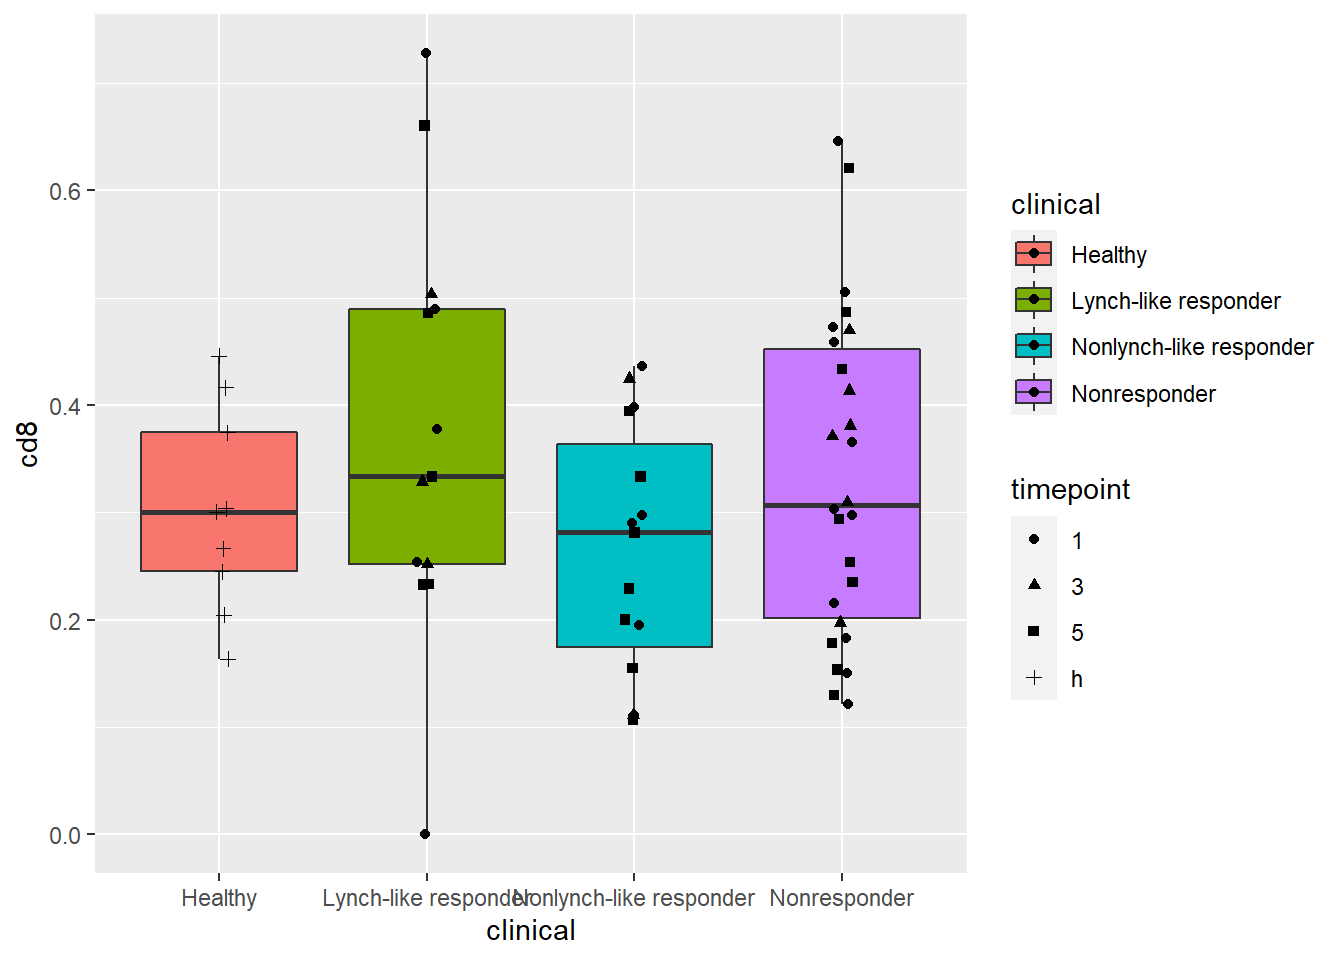 cd8
0.6
0.4
0.2
0.0
Healthy
Lynch-like responder
Nonlynch-like responder
Nonresponder
clinical
clinical
Healthy
Lynch-like responder
Nonlynch-like responder
Nonresponder
timepoint
1
3
5
h